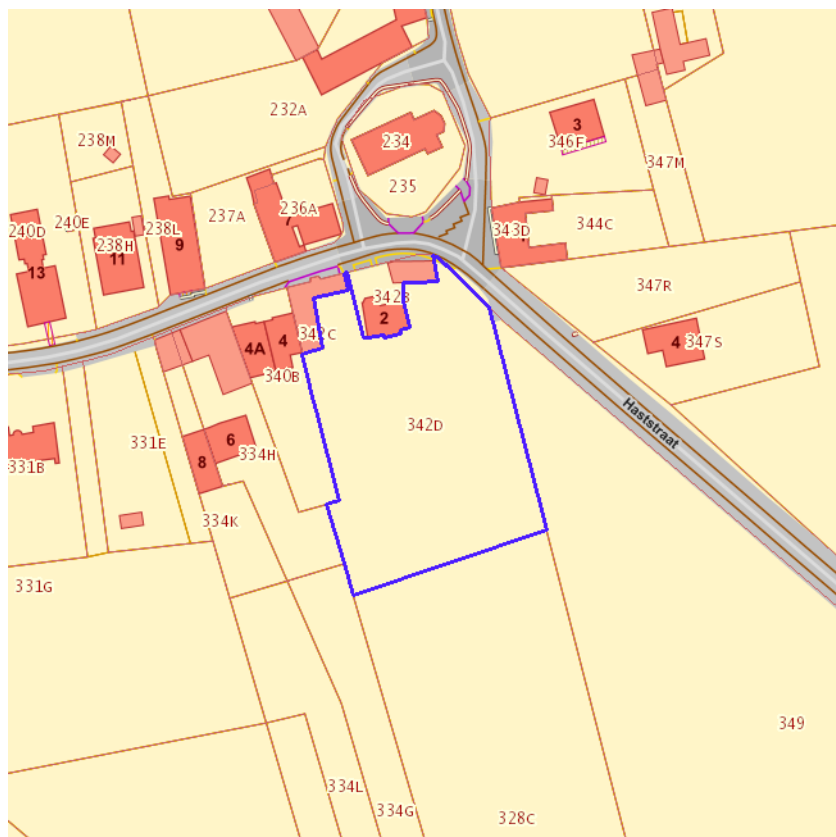 232A
234
3
346F
238M
347M
235
240E
237A
236A
7
240D
238L
343D
344C
238H
9
11
13
347R
342B
2
342C
4
4A
4
347S
340B
Haststraat
342D
331E
6
334H
331B
8
334K
331G
349
334L
334G
328C